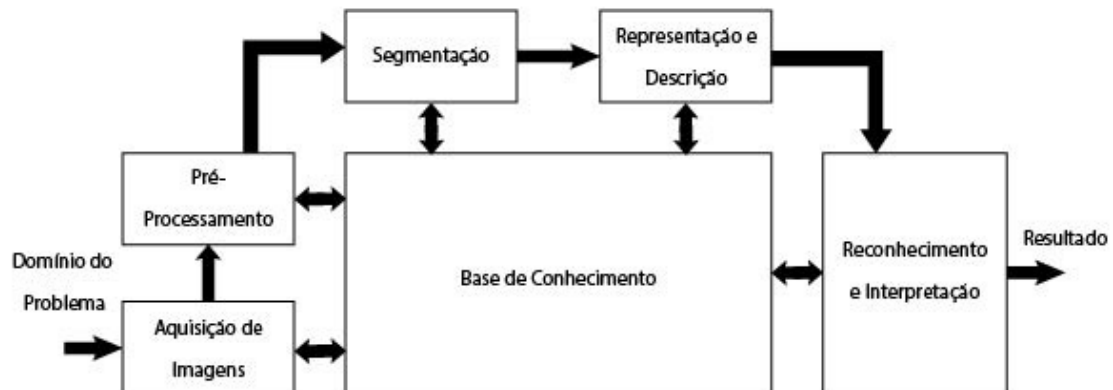 Segmentação
Representação e
Descrição
Pré-
Processamento
Domínio do
Problema
Aquisição de
Imagens
Base de Conhecimento
Reconhecimento
e Interpretação
Resultado